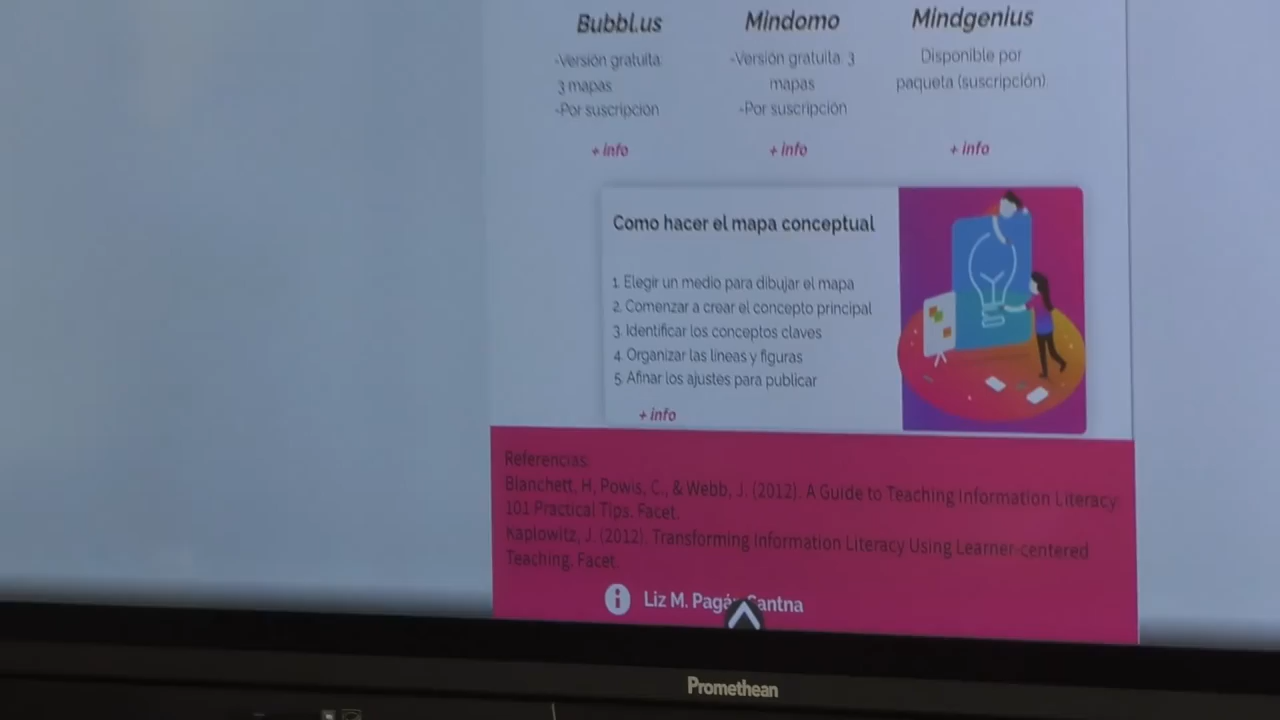 Bubbl.us
-Versión gratuita
3 mapas
-Por suscripción
+ info
Mindomo
-Versión gratuita: 3
mapas
-Por suscripción
+ info
Mindgenius
Disponible por
paqueta (suscripción)
+ info
Como hacer el mapa conceptual
1. Elegir un medio para dibujar el mapa
2. Comenzar a crear el concepto principal
3. Identificar los conceptos claves
4. Organizar las líneas y figuras
5. Afinar los ajustes para publicar
+ info
Referencias:
Blanchett, H, Powis, C., & Webb, J. (2012). A Guide to Teaching Information Literacy
101 Practical Tips. Facet.
Kaplowitz, J. (2012). Transforming Information Literacy Using Learner-centered
Teaching. Facet.
Liz M. Pagán Santna
Promethean